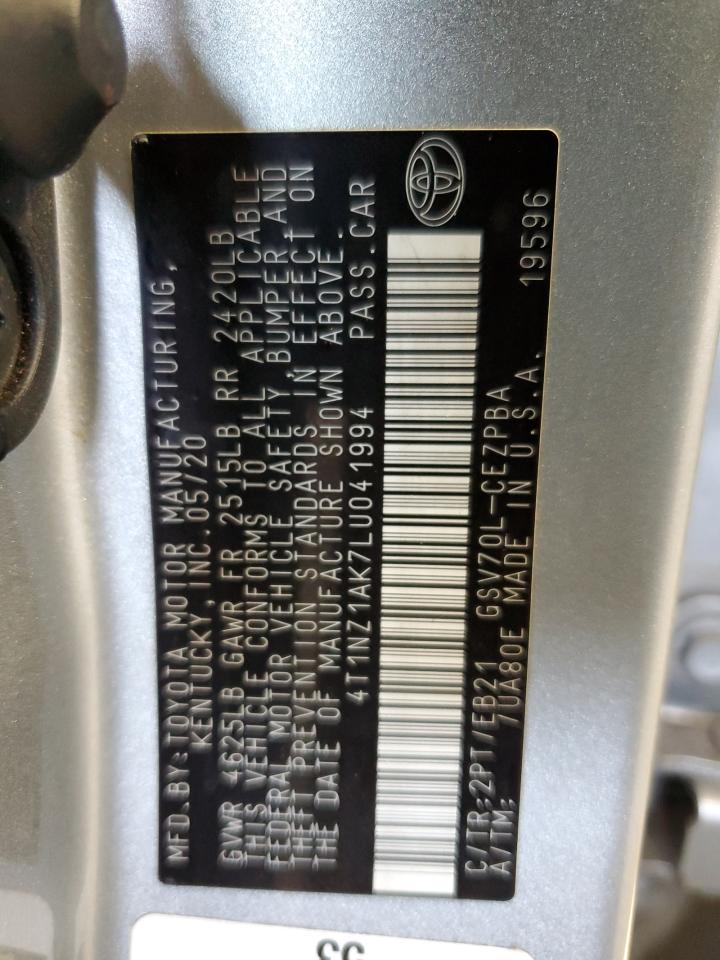 MFD.BY:TOYOTA MOTOR MANUFACTURING,
KENTUCKY, INC.05/20
GVWR 4625LB GAWR FR 2515LB RR 2420LB
THIS VEHICLE CONFORMS TO ALL APPLICABLE
FEDERAL MOTOR VEHICLE SAFETY, BUMPER,AND
THEFT PREVENTION STANDARDS IN EFFECT ON
THE DATE OF MANUFACTURE SHOWN ABOVE.
4T1NZ1AK7LU041994 PASS.CAR
C/TR:2PT/EB21 GSV70L-CEZPBA
A/TM: 7UA80E MADE IN U.S.A. 19596